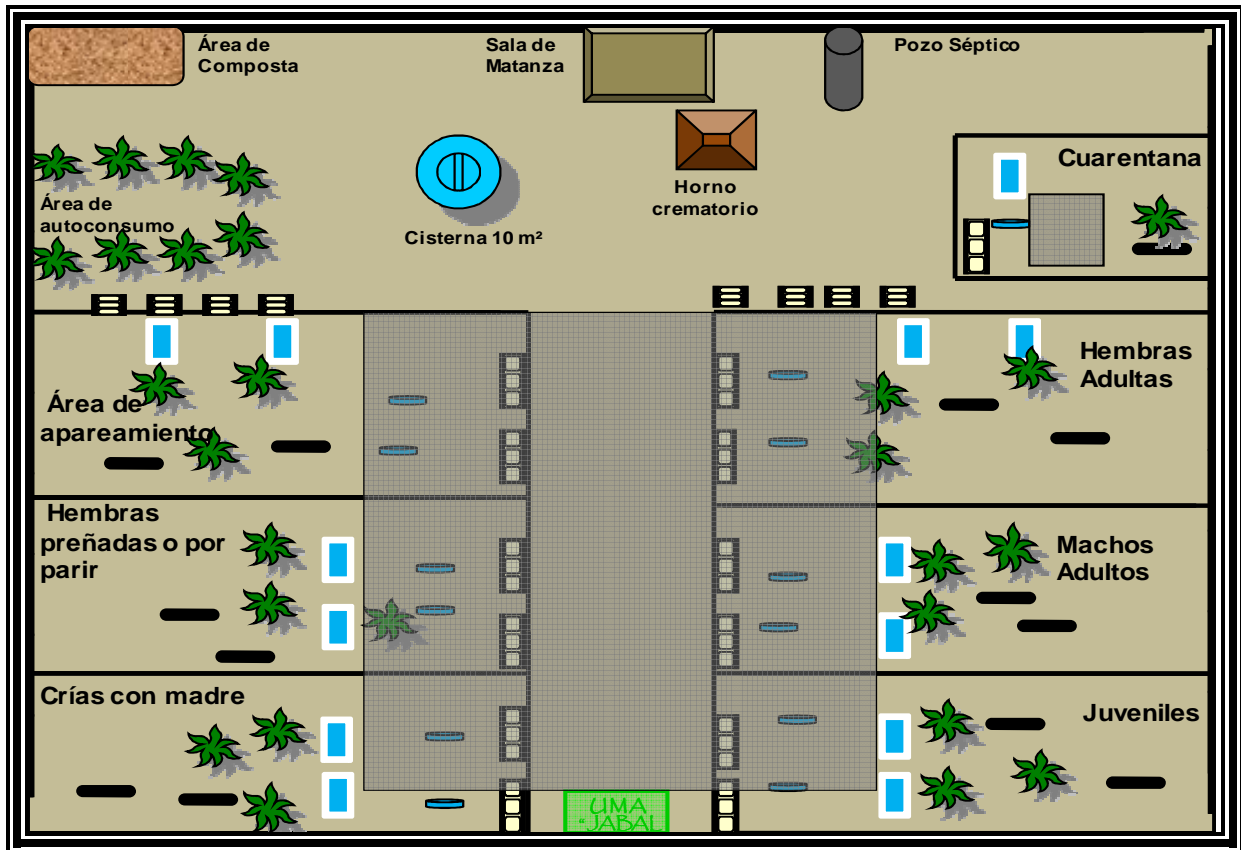 Área de
Composta
Sala de
Matanza
Pozo Séptico
Cuarentana
Área de
autoconsumo
Cisterna 10 m²
Horno
crematorio
Área de
apareamiento
Hembras
Adultas
Hembras
preñadas o por
parir
Machos
Adultos
Crías con madre
Juveniles
UMA
JABAL